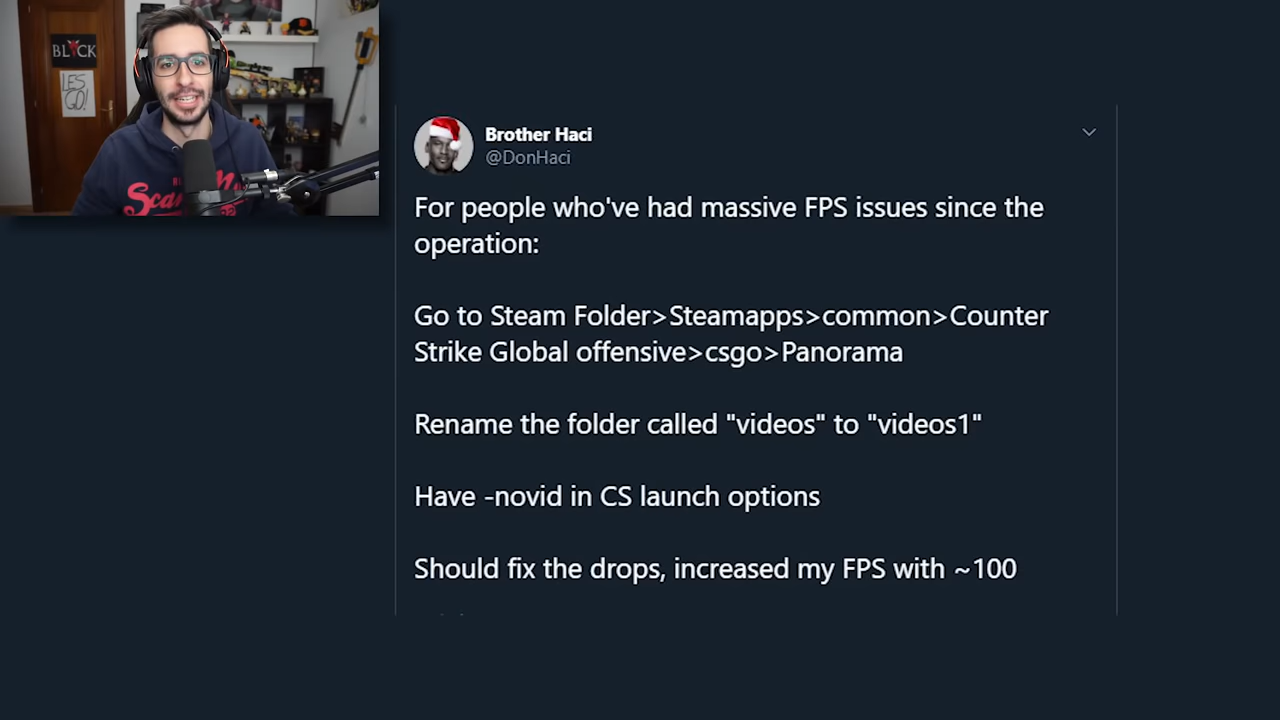 BLCK
LES
GO!
Brother Haci
@DonHaci
For people who've had massive FPS issues since the
operation:
Go to Steam Folder>Steamapps>common>Counter
Strike Global offensive>csgo>Panorama
Rename the folder called "videos" to "videos1"
Have -novid in CS launch options
Should fix the drops, increased my FPS with ~100